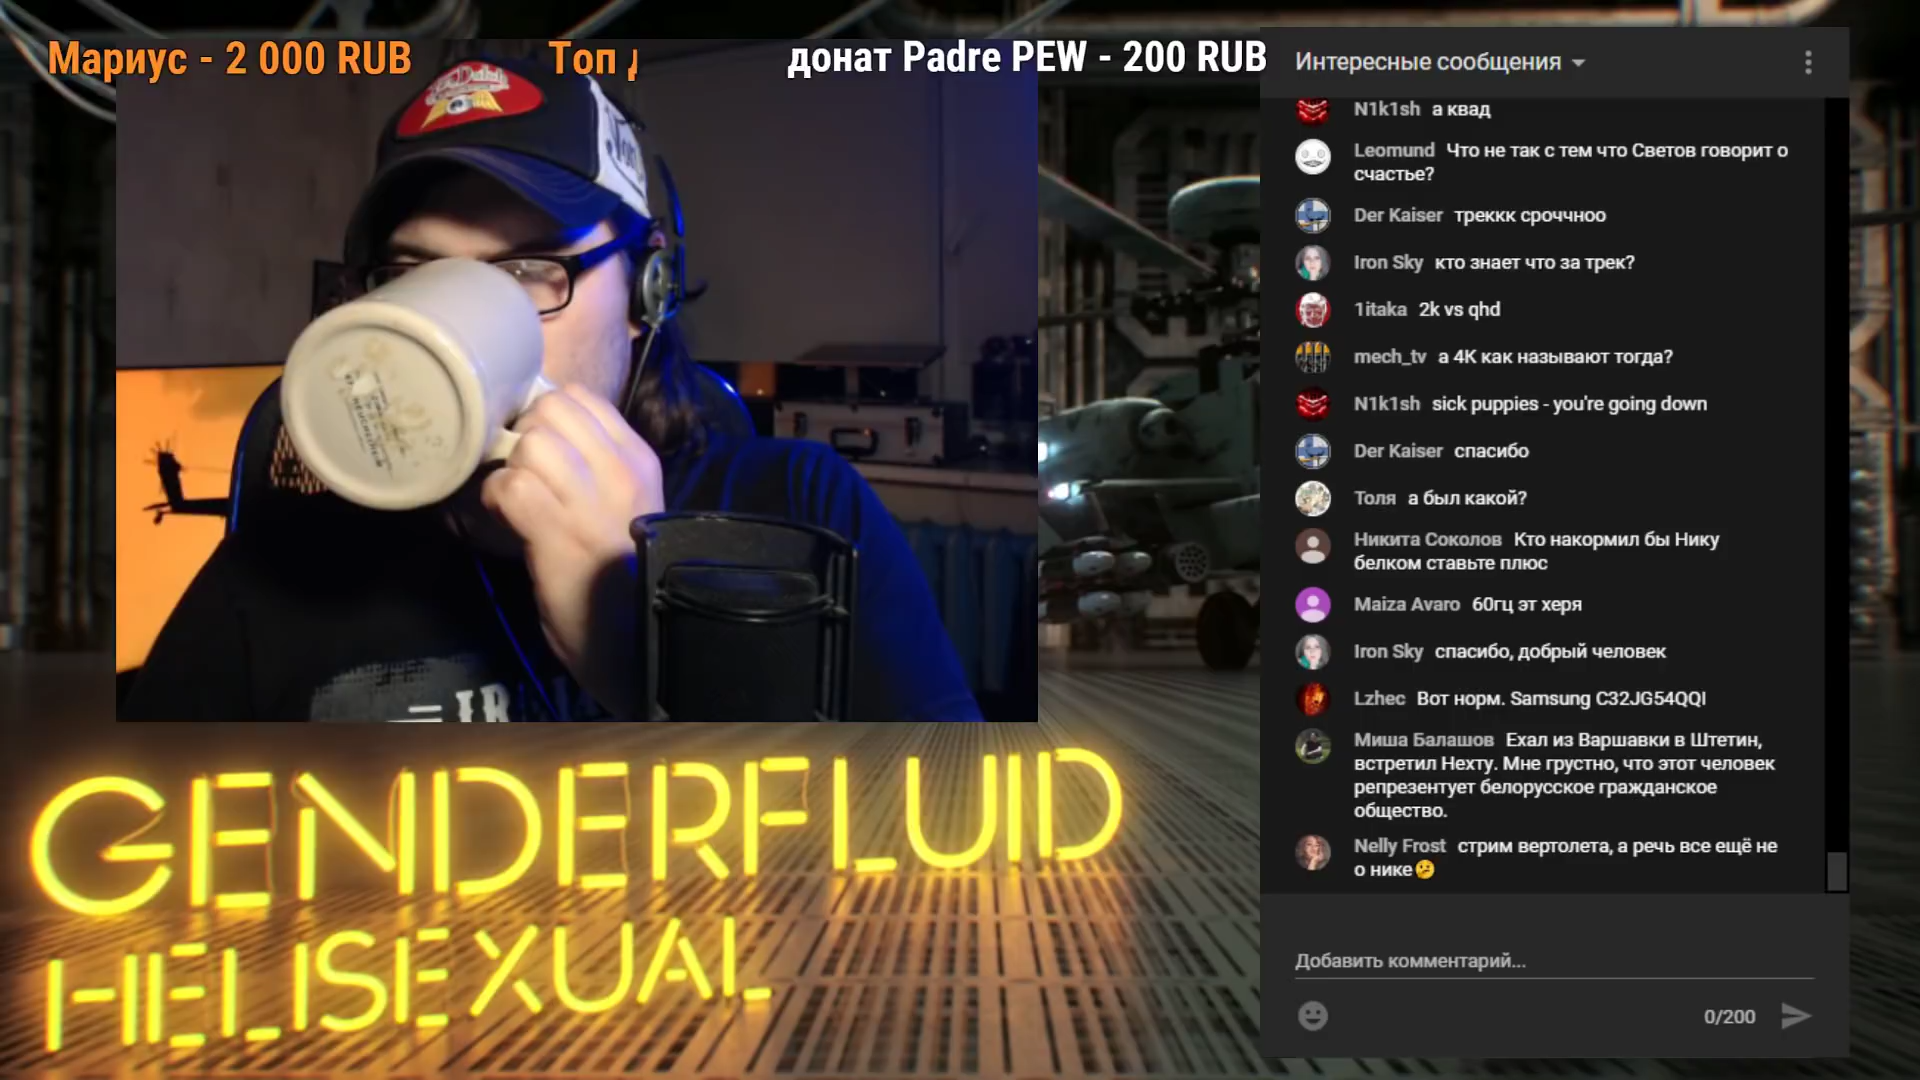 Мариус - 2 000 RUB
Топ
донат Padre PEW - 200 RUB
Интересные сообщения
N1k1sh а квад
Leomund Что не так с тем что Светов говорит о
счастье?
Der Kaiser треккк сроччноо
Iron Sky кто знает что за трек?
1itaka 2k vs qhd
mech_tv а 4K как называют тогда?
N1k1sh sick puppies - you're going down
Der Kaiser спасибо
Толя а был какой?
Никита Соколов Кто накормил бы Нику
белком ставьте плюс
Maiza Avaro 60гц эт херя
Iron Sky спасибо, добрый человек
Lzhec Вот норм. Samsung C32JG54QQI
Миша Балашов Ехал из Варшавки в Штетин,
встретил Нехту. Мне грустно, что этот человек
репрезентует белорусское гражданское
общество.
Nelly Frost стрим вертолета, а речь все ещё не
о нике🤔
Добавить комментарий...
0/200
GENDERFLUID
HELISEXUAL